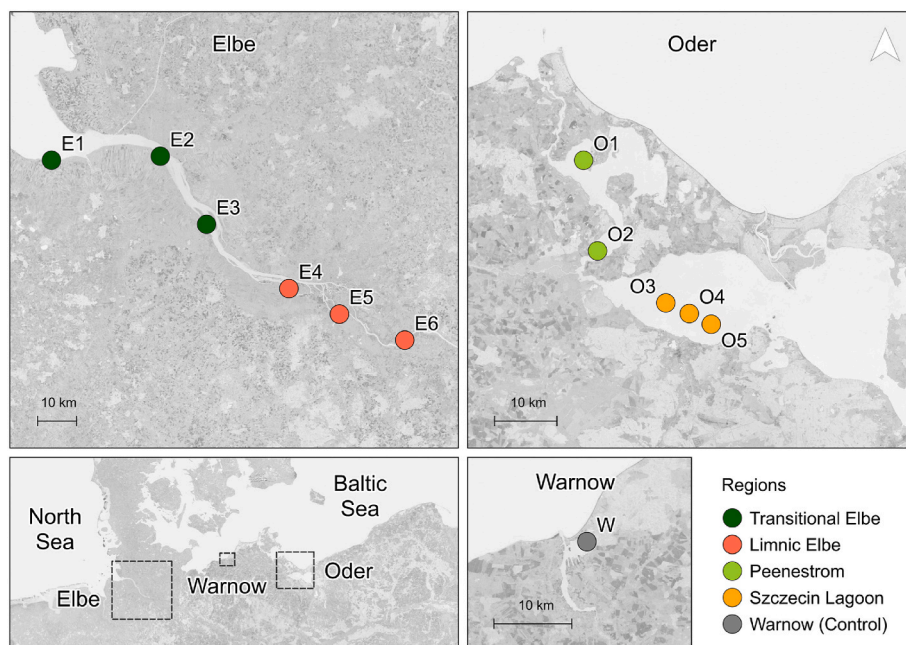 Elbe
E1
E2
E3
E4
E5
E6
10 km
Oder
O1
O2
O3
O4
O5
10 km
North
Sea
Baltic
Sea
Elbe
Warnow
Oder
Warnow
W
10 km
Regions
Transitional Elbe
Limnic Elbe
Peenestrom
Szczecin Lagoon
Warnow (Control)